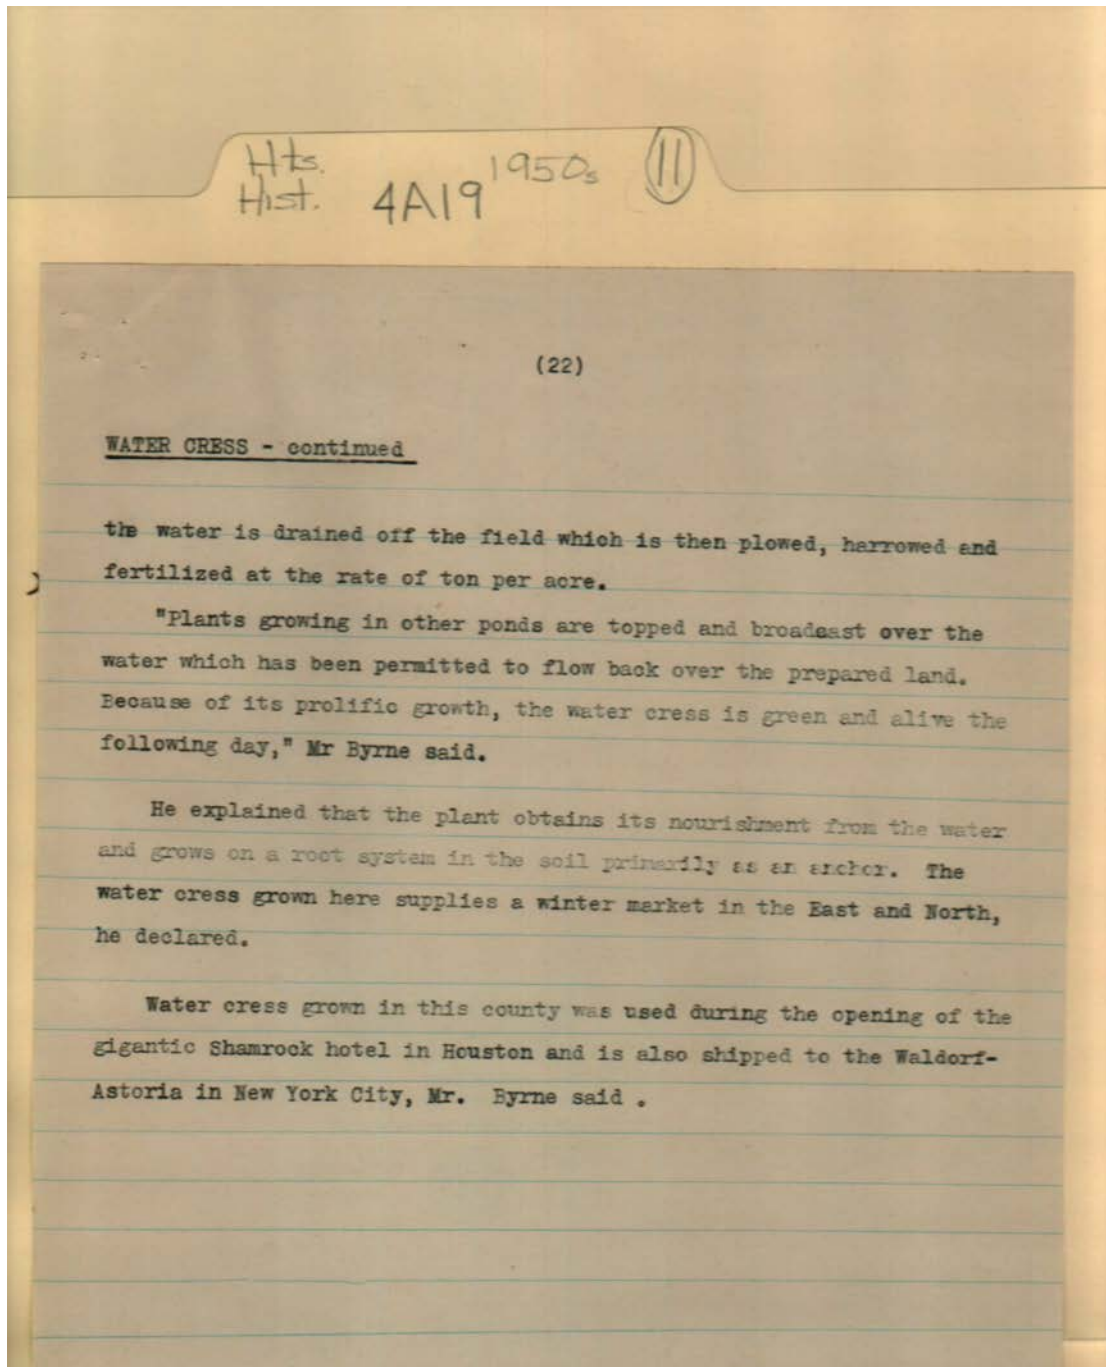 Hts. 1950s 11
Hist. 4A19
(22)
WATER CRESS - continued
the water is drained off the field which is then plowed, harrowed and
fertilized at the rate of ton per acre.
"Plants growing in other ponds are topped and broadcast over the
water which has been permitted to flow back over the prepared land.
Because of its prolific growth, the water cress is green and alive the
following day," Mr Byrne said.
He explained that the plant obtains its nourishment from the water
and grows on a root system in the soil primarily as an anchor. The
water cress grown here supplies a winter market in the East and North,
he declared.
Water cress grown in this county was used during the opening of the
gigantic Shamrock hotel in Houston and is also shipped to the Waldorf-
Astoria in New York City, Mr. Byrne said .